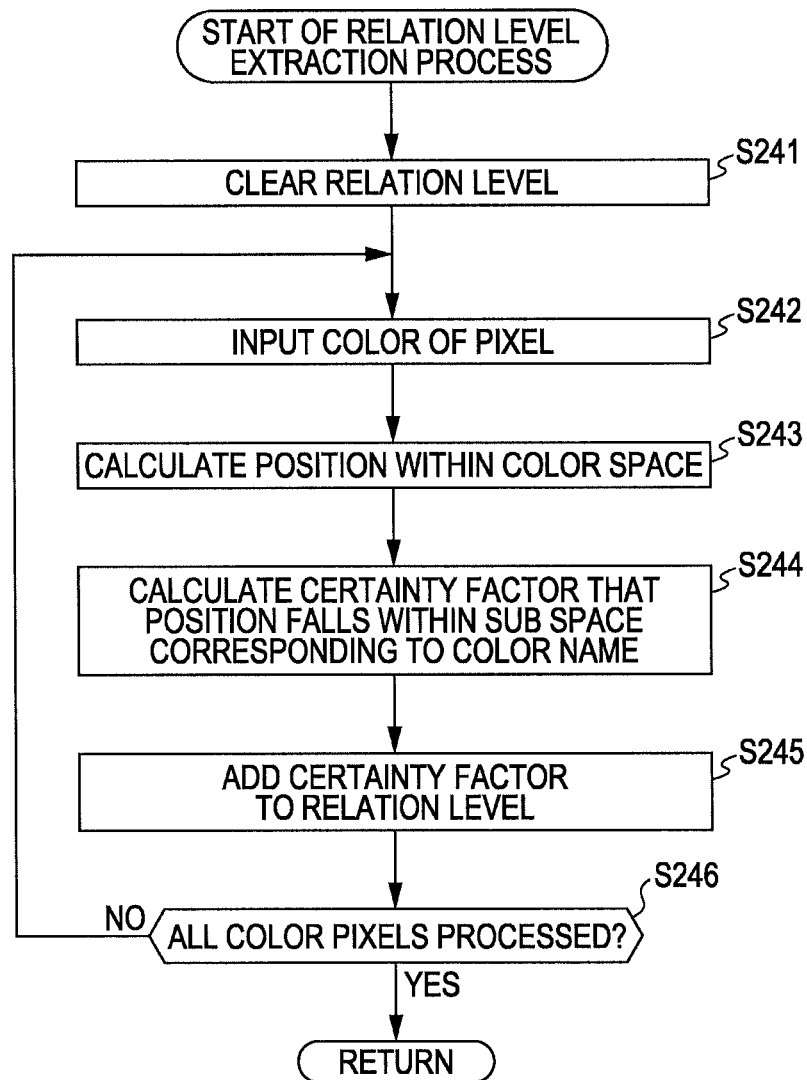 START OF RELATION LEVEL
EXTRACTION PROCESS
S241
CLEAR RELATION LEVEL
S242
INPUT COLOR OF PIXEL
S243
CALCULATE POSITION WITHIN COLOR SPACE
S244
CALCULATE CERTAINTY FACTOR THAT
POSITION FALLS WITHIN SUB SPACE
CORRESPONDING TO COLOR NAME
S245
ADD CERTAINTY FACTOR
TO RELATION LEVEL
S246
NO
ALL COLOR PIXELS PROCESSED?
YES
RETURN